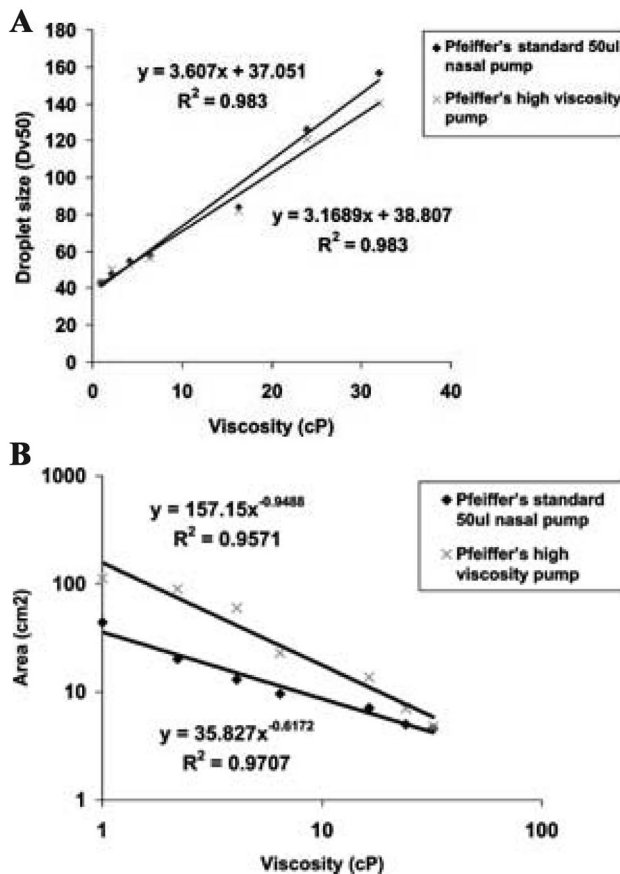 A
180
160
140
120
100
80
60
40
20
0
0 10 20 30 40
Droplet size (Dv50)
Viscosity (cP)
y = 3.607x + 37.051
R² = 0.983
y = 3.1689x + 38.807
R² = 0.983
Pfeiffer's standard 50ul
nasal pump
Pfeiffer's high viscosity
pump
B
1000
100
10
1
1 10 100
Area (cm2)
Viscosity (cP)
y = 157.15x^-0.9488
R² = 0.9571
y = 35.827x^-0.6172
R² = 0.9707
Pfeiffer's standard
50ul nasal pump
Pfeiffer's high
viscosity pump